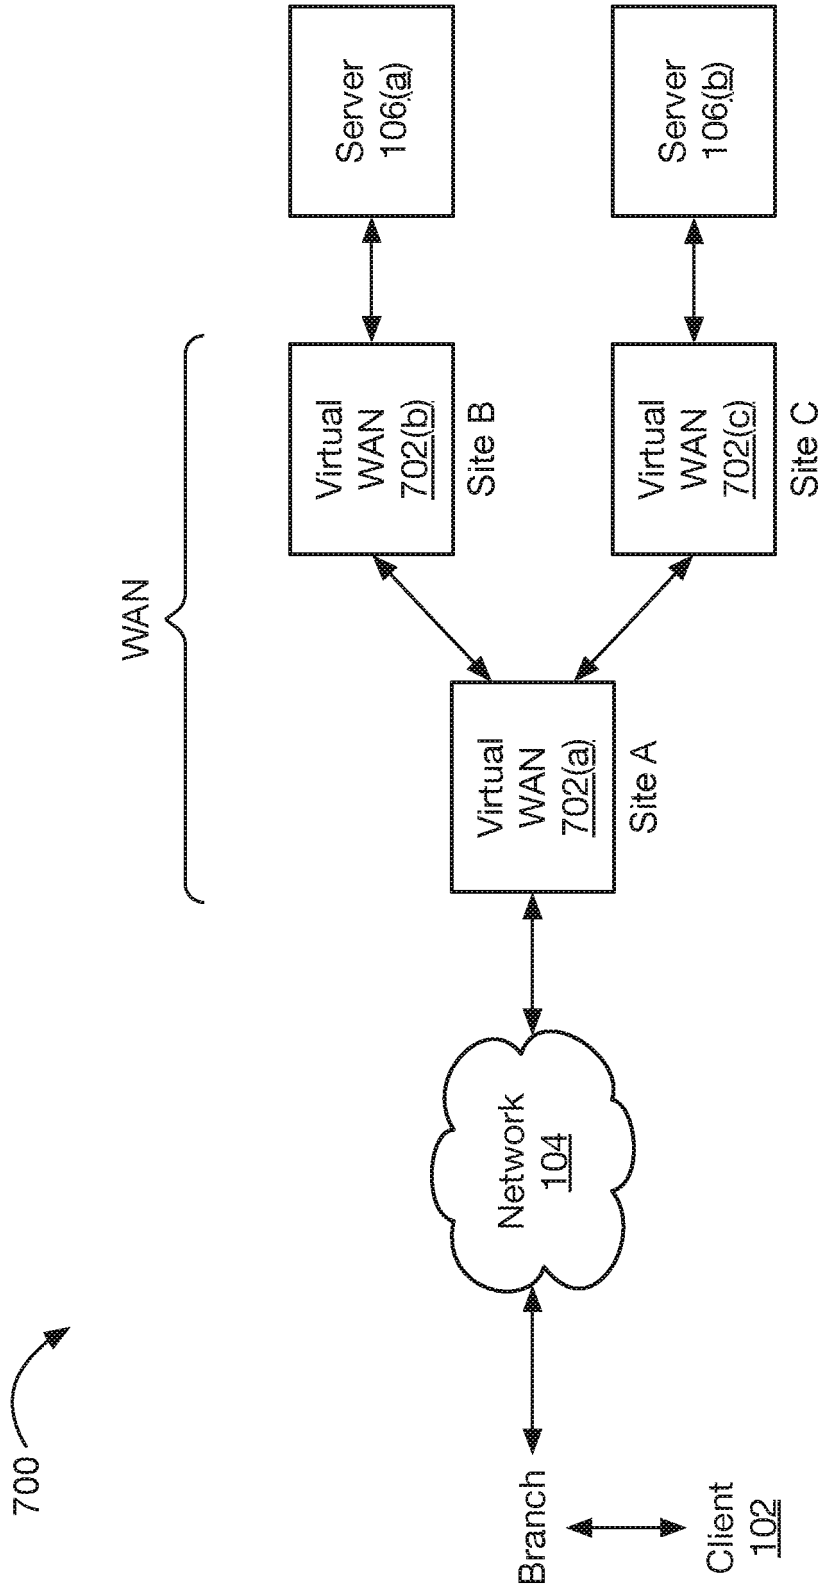 700
WAN
Branch
Client
102
Network
104
Virtual
WAN
702(a)
Site A
Virtual
WAN
702(b)
Site B
Server
106(a)
Virtual
WAN
702(c)
Site C
Server
106(b)